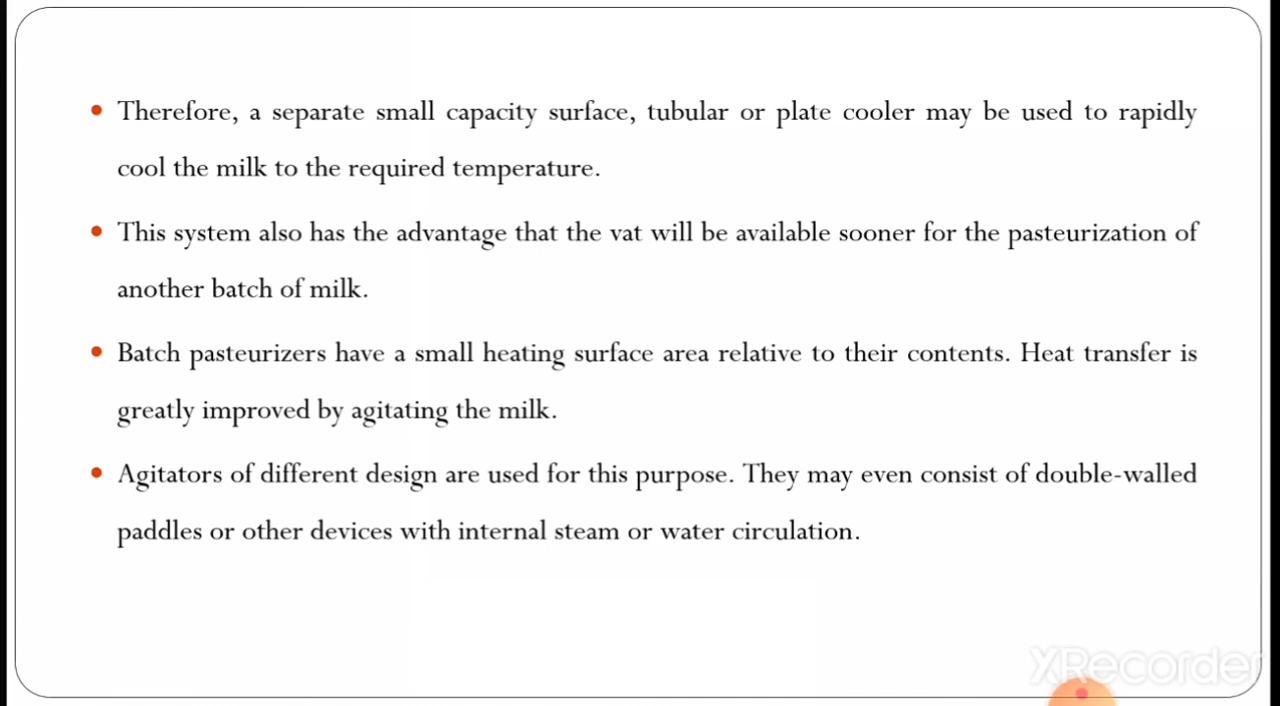 • Therefore, a separate small capacity surface, tubular or plate cooler may be used to rapidly
cool the milk to the required temperature.
• This system also has the advantage that the vat will be available sooner for the pasteurization of
another batch of milk.
• Batch pasteurizers have a small heating surface area relative to their contents. Heat transfer is
greatly improved by agitating the milk.
• Agitators of different design are used for this purpose. They may even consist of double-walled
paddles or other devices with internal steam or water circulation.
XRecorder